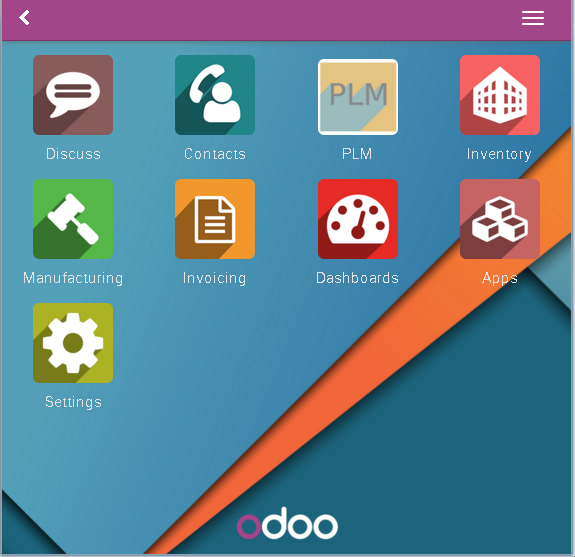 PLM
Discuss
Contacts
PLM
Inventory
Manufacturing
Invoicing
Dashboards
Apps
Settings
odoo